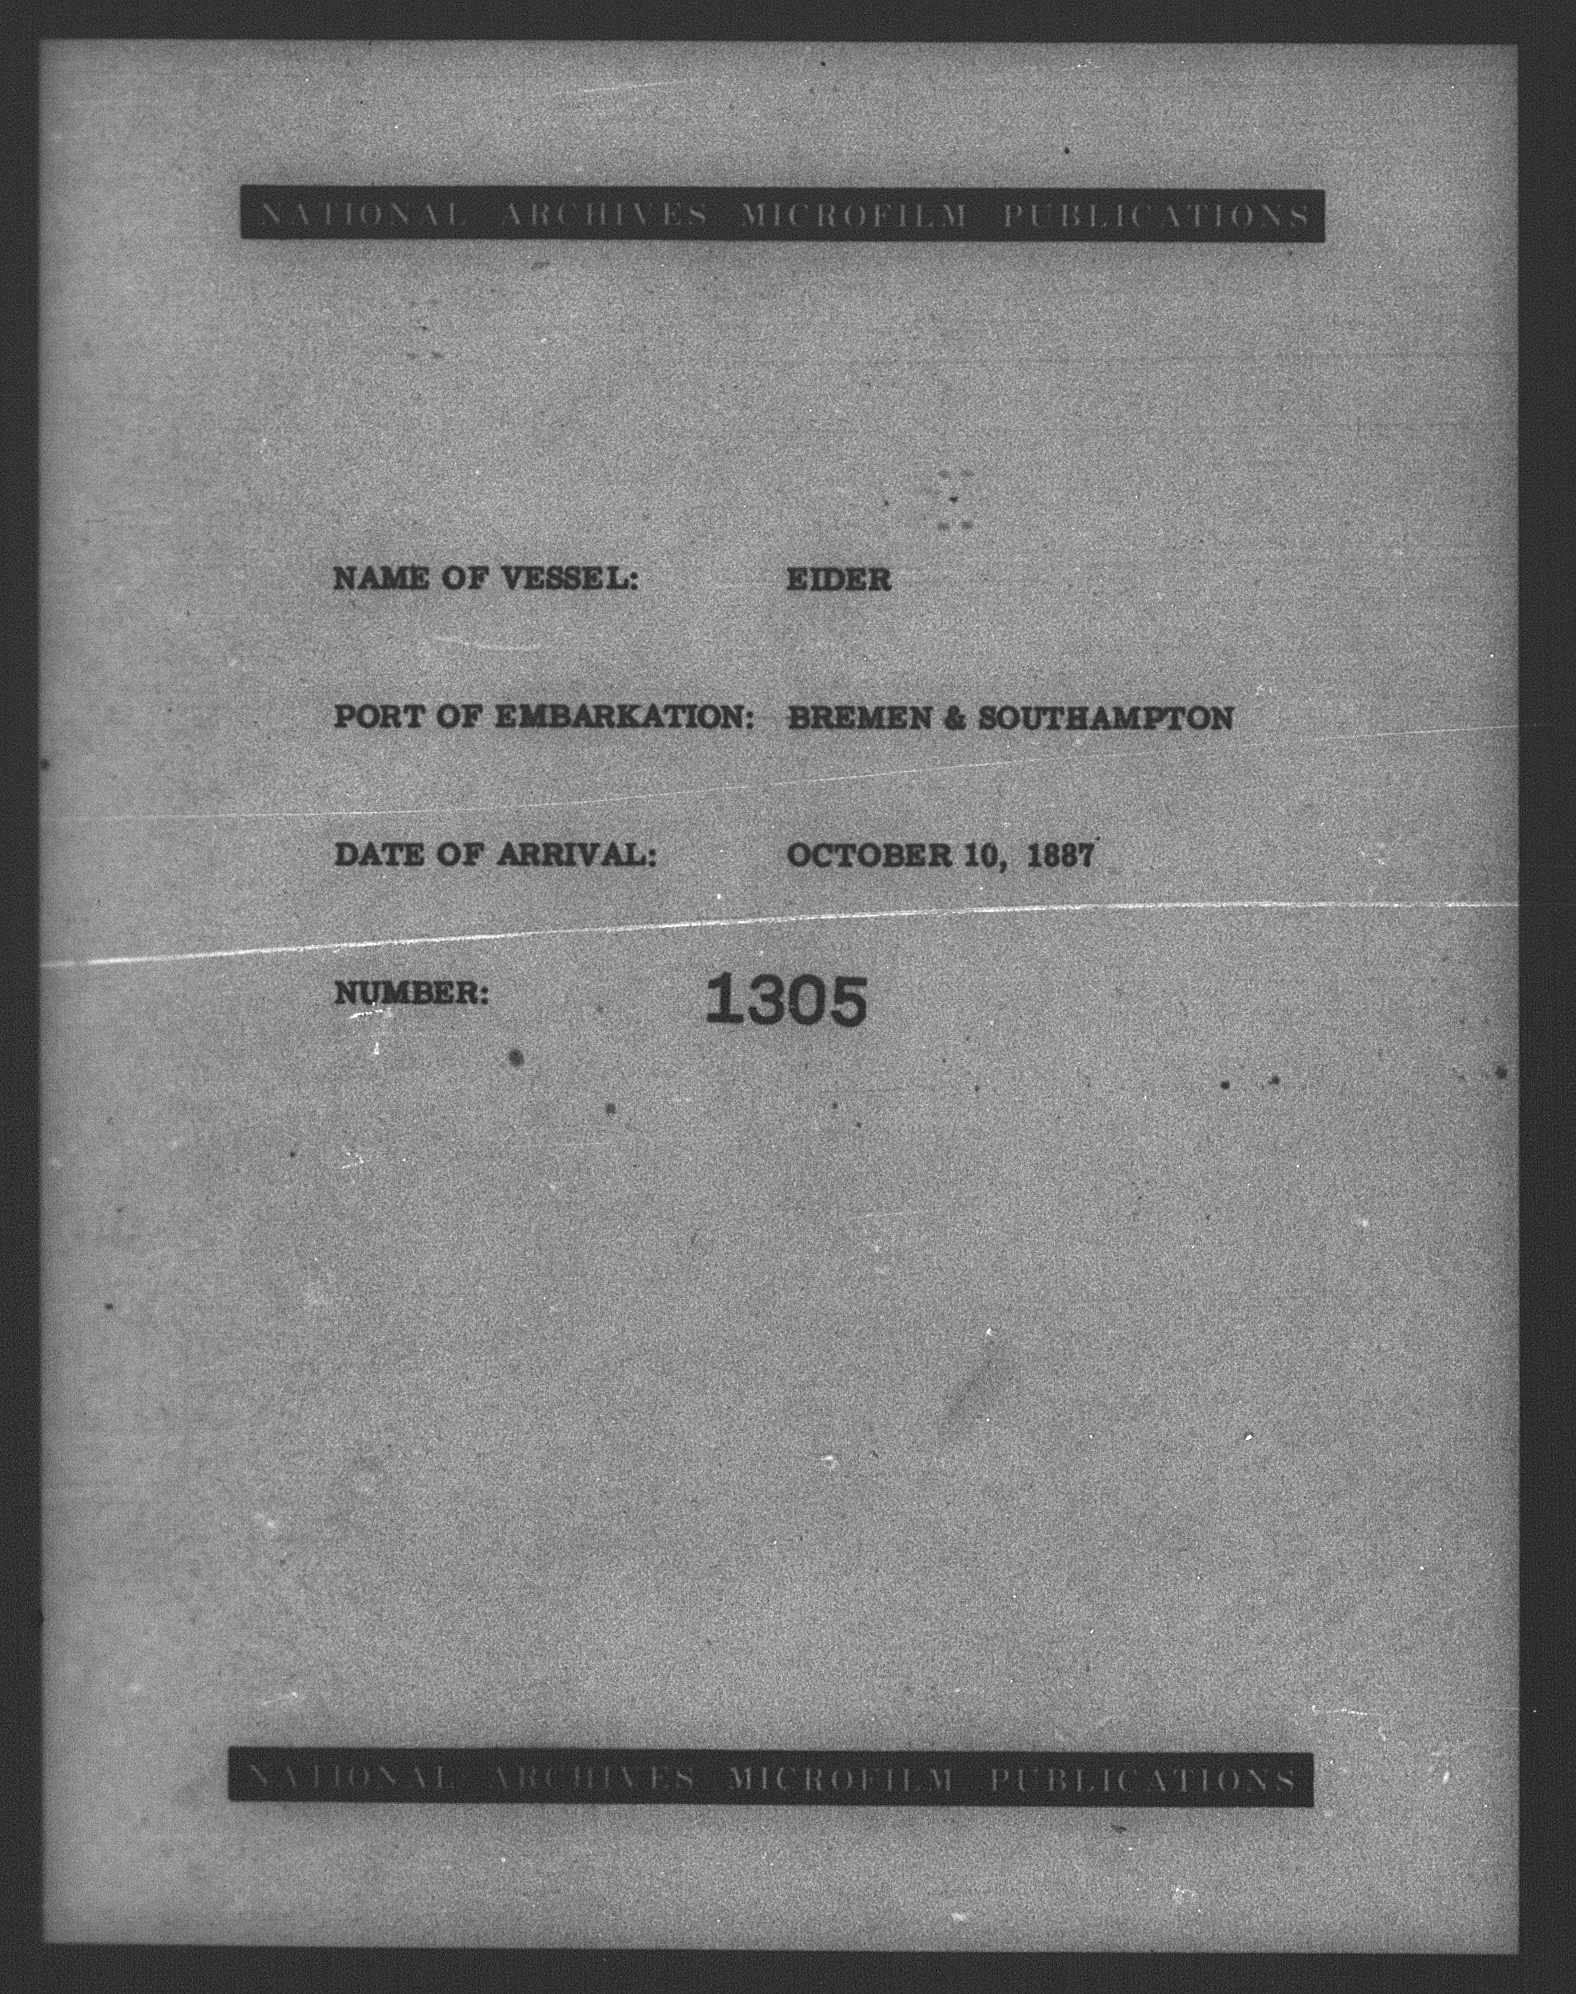 NATIONAL ARCHIVES MICROFILM PUBLICATIONS
NAME OF VESSEL: EIDER
PORT OF EMBARKATION: BREMEN & SOUTHAMPTON
DATE OF ARRIVAL: OCTOBER 10, 1887
NUMBER: 1305
NATIONAL ARCHIVES MICROFILM PUBLICATIONS